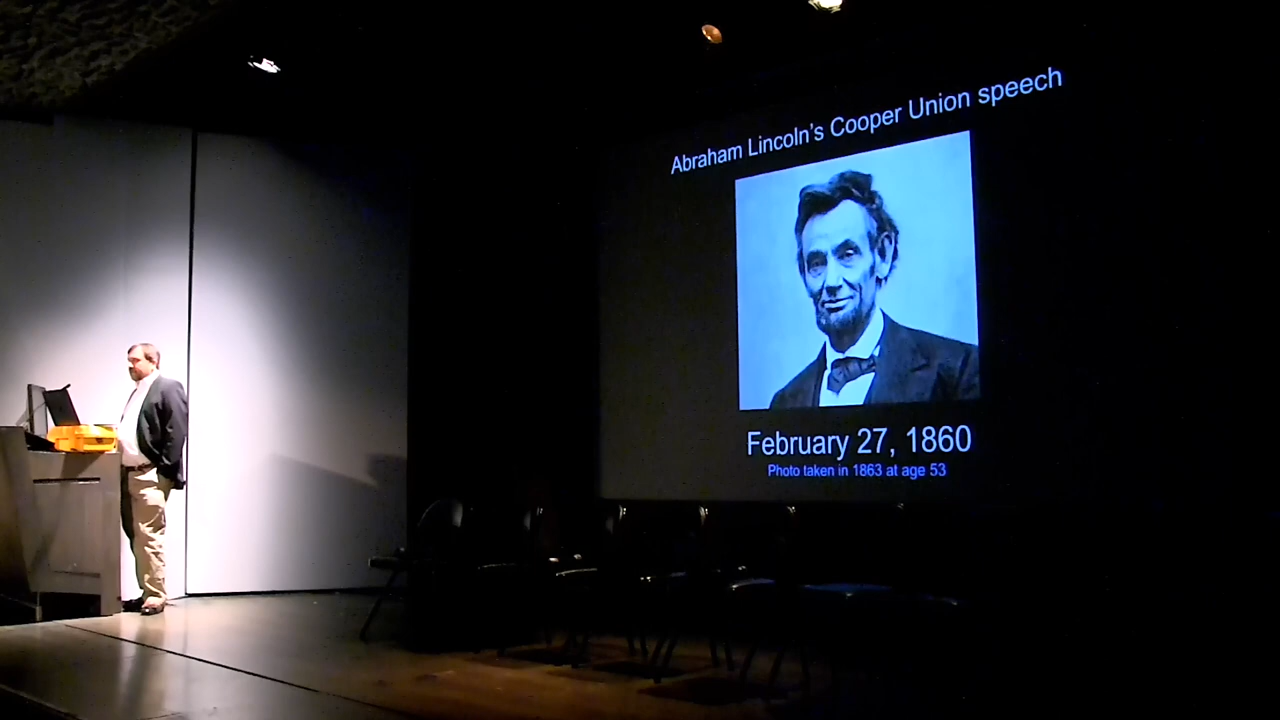 Abraham Lincoln's Cooper Union speech
February 27, 1860
Photo taken in 1863 at age 53